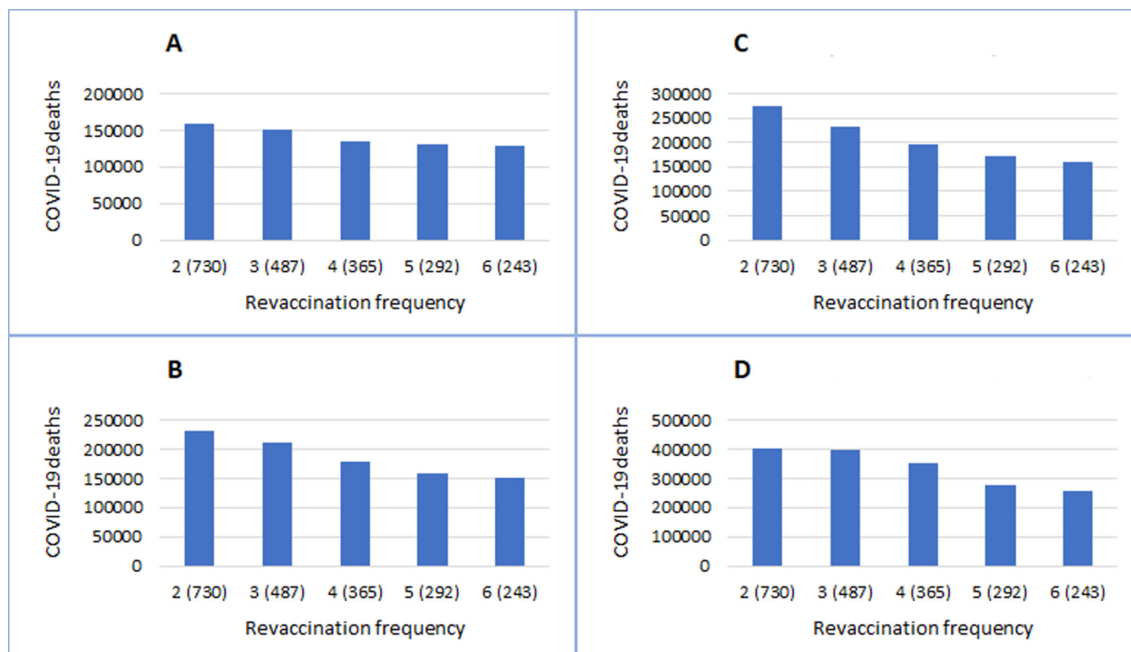 A
COVID-19 deaths
200000
150000
100000
50000
0
2 (730) 3 (487) 4 (365) 5 (292) 6 (243)
Revaccination frequency
C
COVID-19 deaths
300000
250000
200000
150000
100000
50000
0
2 (730) 3 (487) 4 (365) 5 (292) 6 (243)
Revaccination frequency
B
COVID-19 deaths
250000
200000
150000
100000
50000
0
2 (730) 3 (487) 4 (365) 5 (292) 6 (243)
Revaccination frequency
D
COVID-19 deaths
500000
400000
300000
200000
100000
0
2 (730) 3 (487) 4 (365) 5 (292) 6 (243)
Revaccination frequency